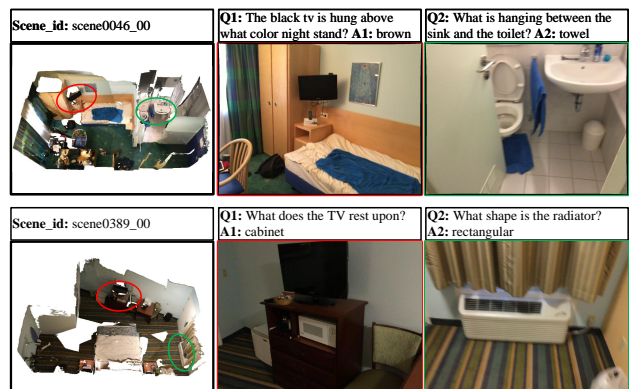 Scene_id: scene0046_00
Q1: The black tv is hung above
what color night stand? A1: brown
Q2: What is hanging between the
sink and the toilet? A2: towel
Scene_id: scene0389_00
Q1: What does the TV rest upon?
A1: cabinet
Q2: What shape is the radiator?
A2: rectangular